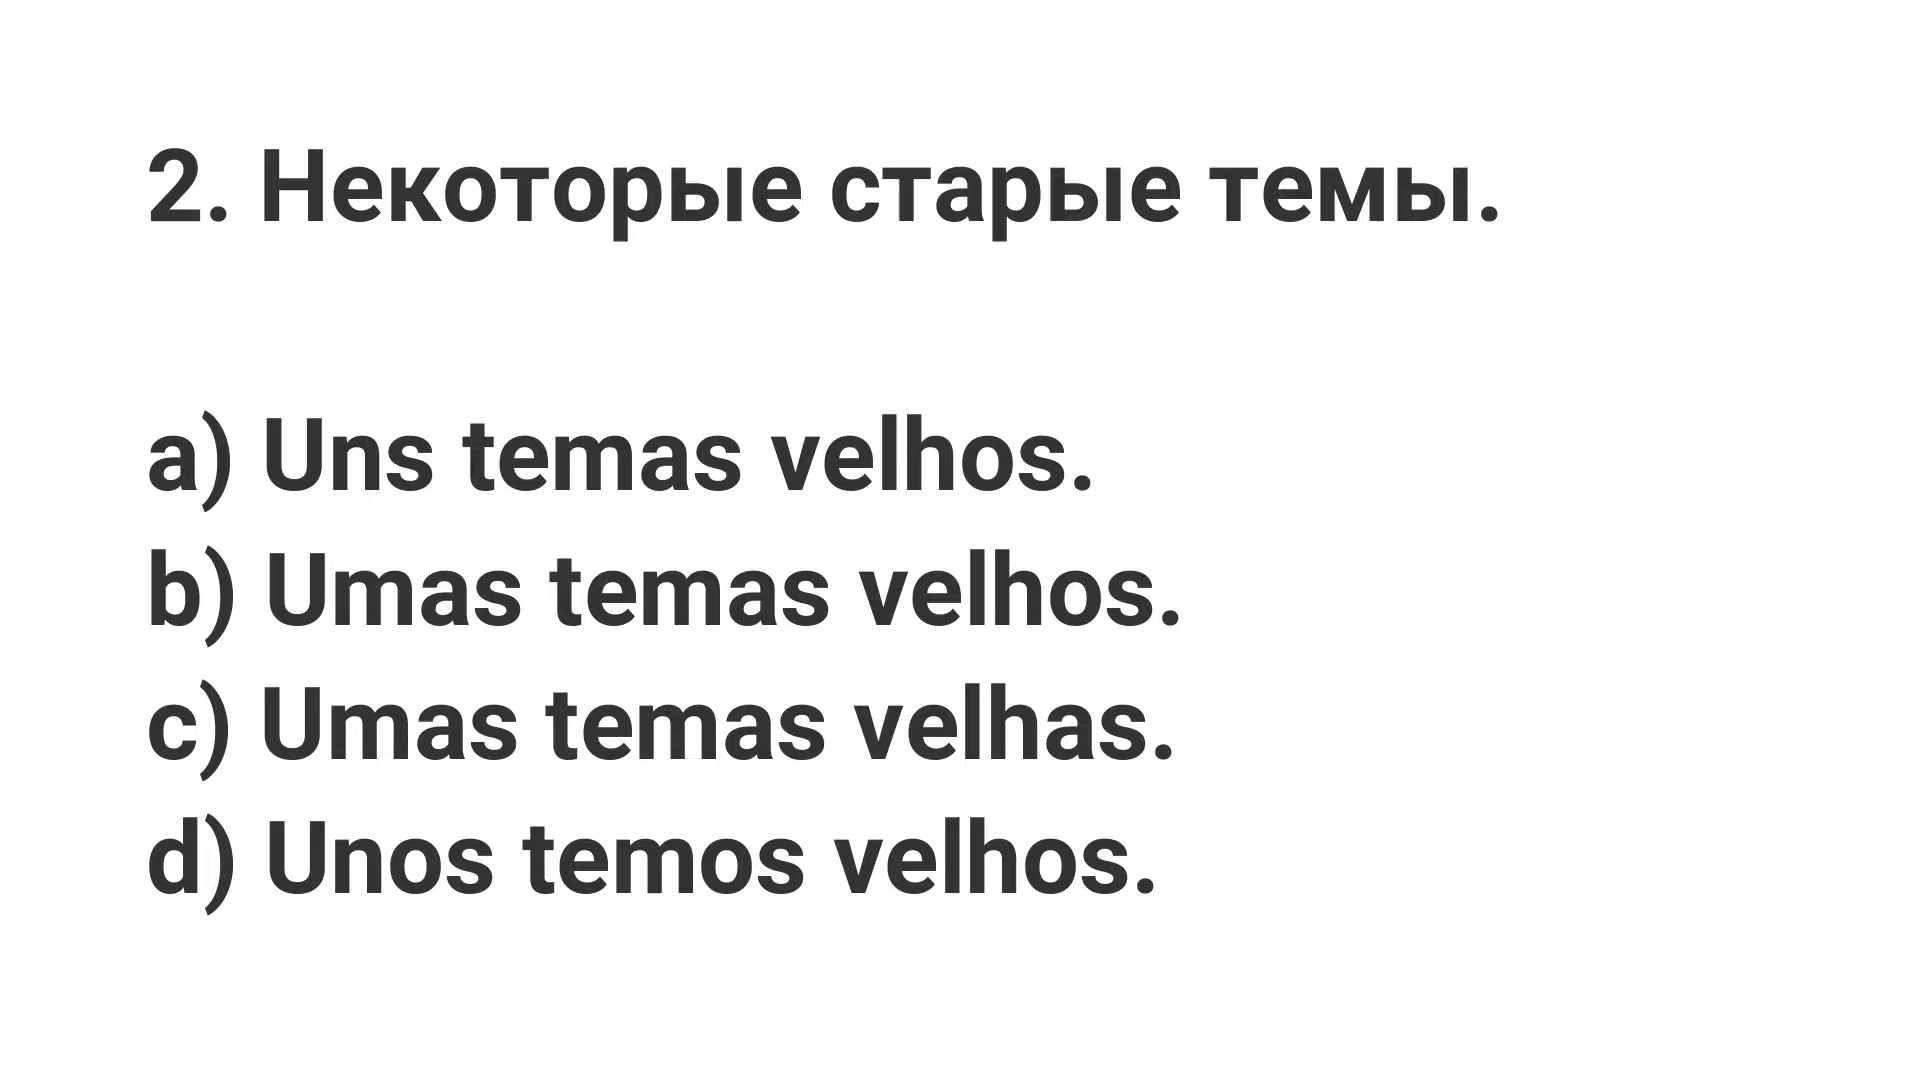 2. Некоторые старые темы.
a) Uns temas velhos.
b) Umas temas velhos.
c) Umas temas velhas.
d) Unos temos velhos.